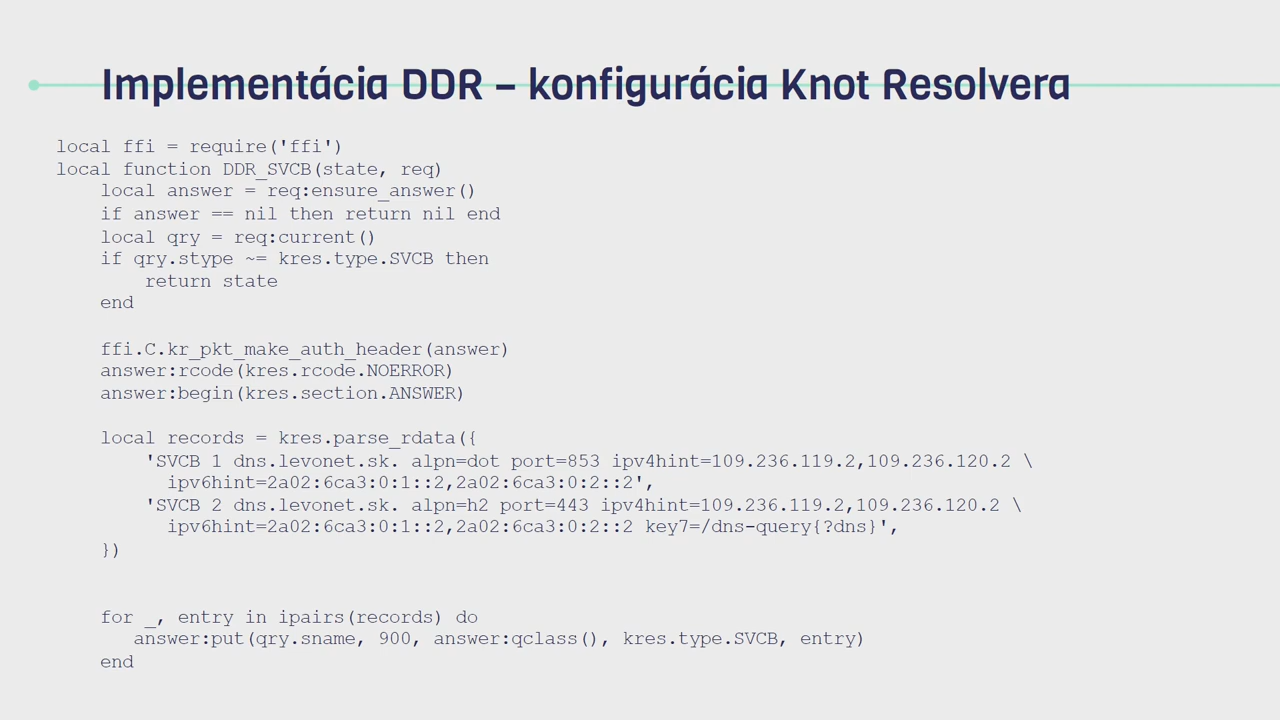 Implementácia DDR – konfigurácia Knot Resolvera
local ffi = require('ffi')
local function DDR_SVCB(state, req)
    local answer = req:ensure_answer()
    if answer == nil then return nil end
    local qry = req:current()
    if qry.stype ~= kres.type.SVCB then
        return state
    end
    ffi.C.kr_pkt_make_auth_header(answer)
    answer:rcode(kres.rcode.NOERROR)
    answer:begin(kres.section.ANSWER)
    local records = kres.parse_rdata({
        'SVCB 1 dns.levonet.sk. alpn=dot port=853 ipv4hint=109.236.119.2,109.236.120.2 \
          ipv6hint=2a02:6ca3:0:1::2,2a02:6ca3:0:2::2',
        'SVCB 2 dns.levonet.sk. alpn=h2 port=443 ipv4hint=109.236.119.2,109.236.120.2 \
          ipv6hint=2a02:6ca3:0:1::2,2a02:6ca3:0:2::2 key7=/dns-query{?dns}',
    })
    for _, entry in ipairs(records) do
       answer:put(qry.sname, 900, answer:qclass(), kres.type.SVCB, entry)
    end